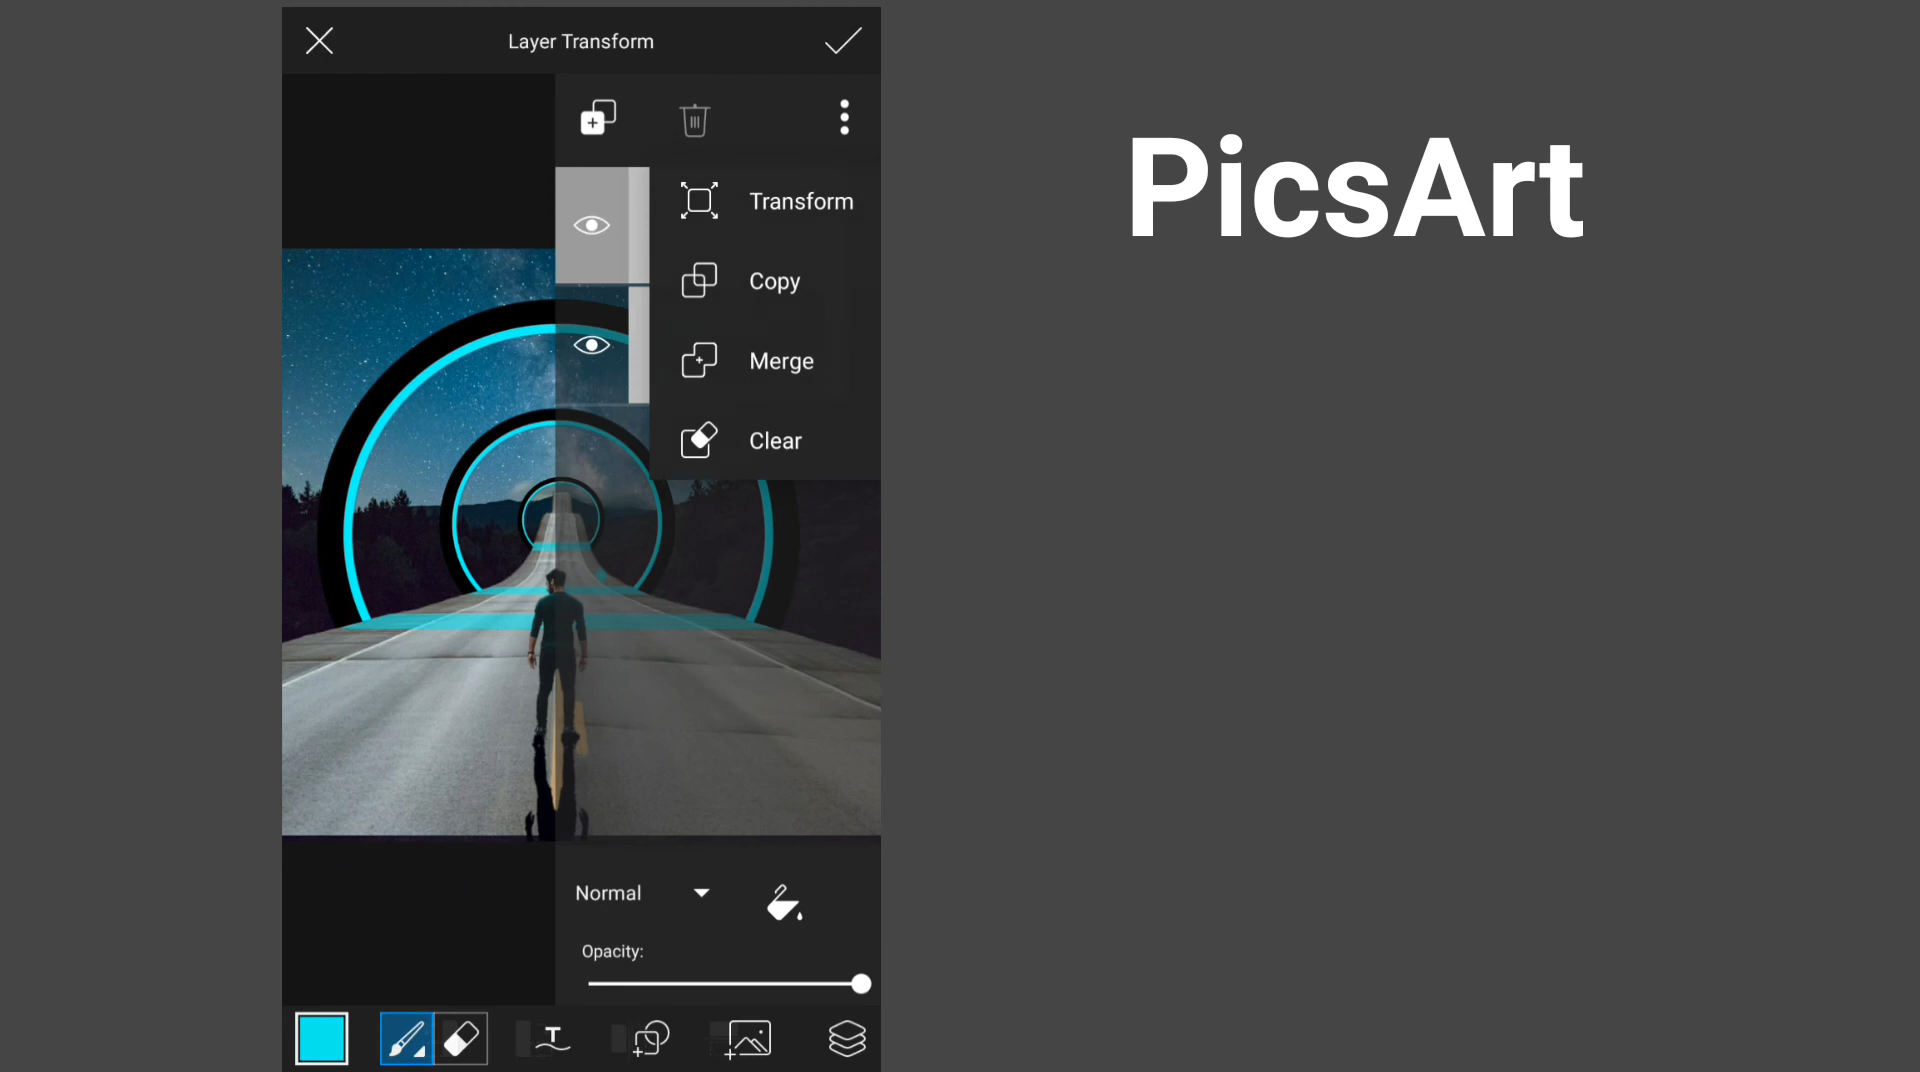 Layer Transform
PicsArt
Transform
Copy
Merge
Clear
Normal
Opacity:
T